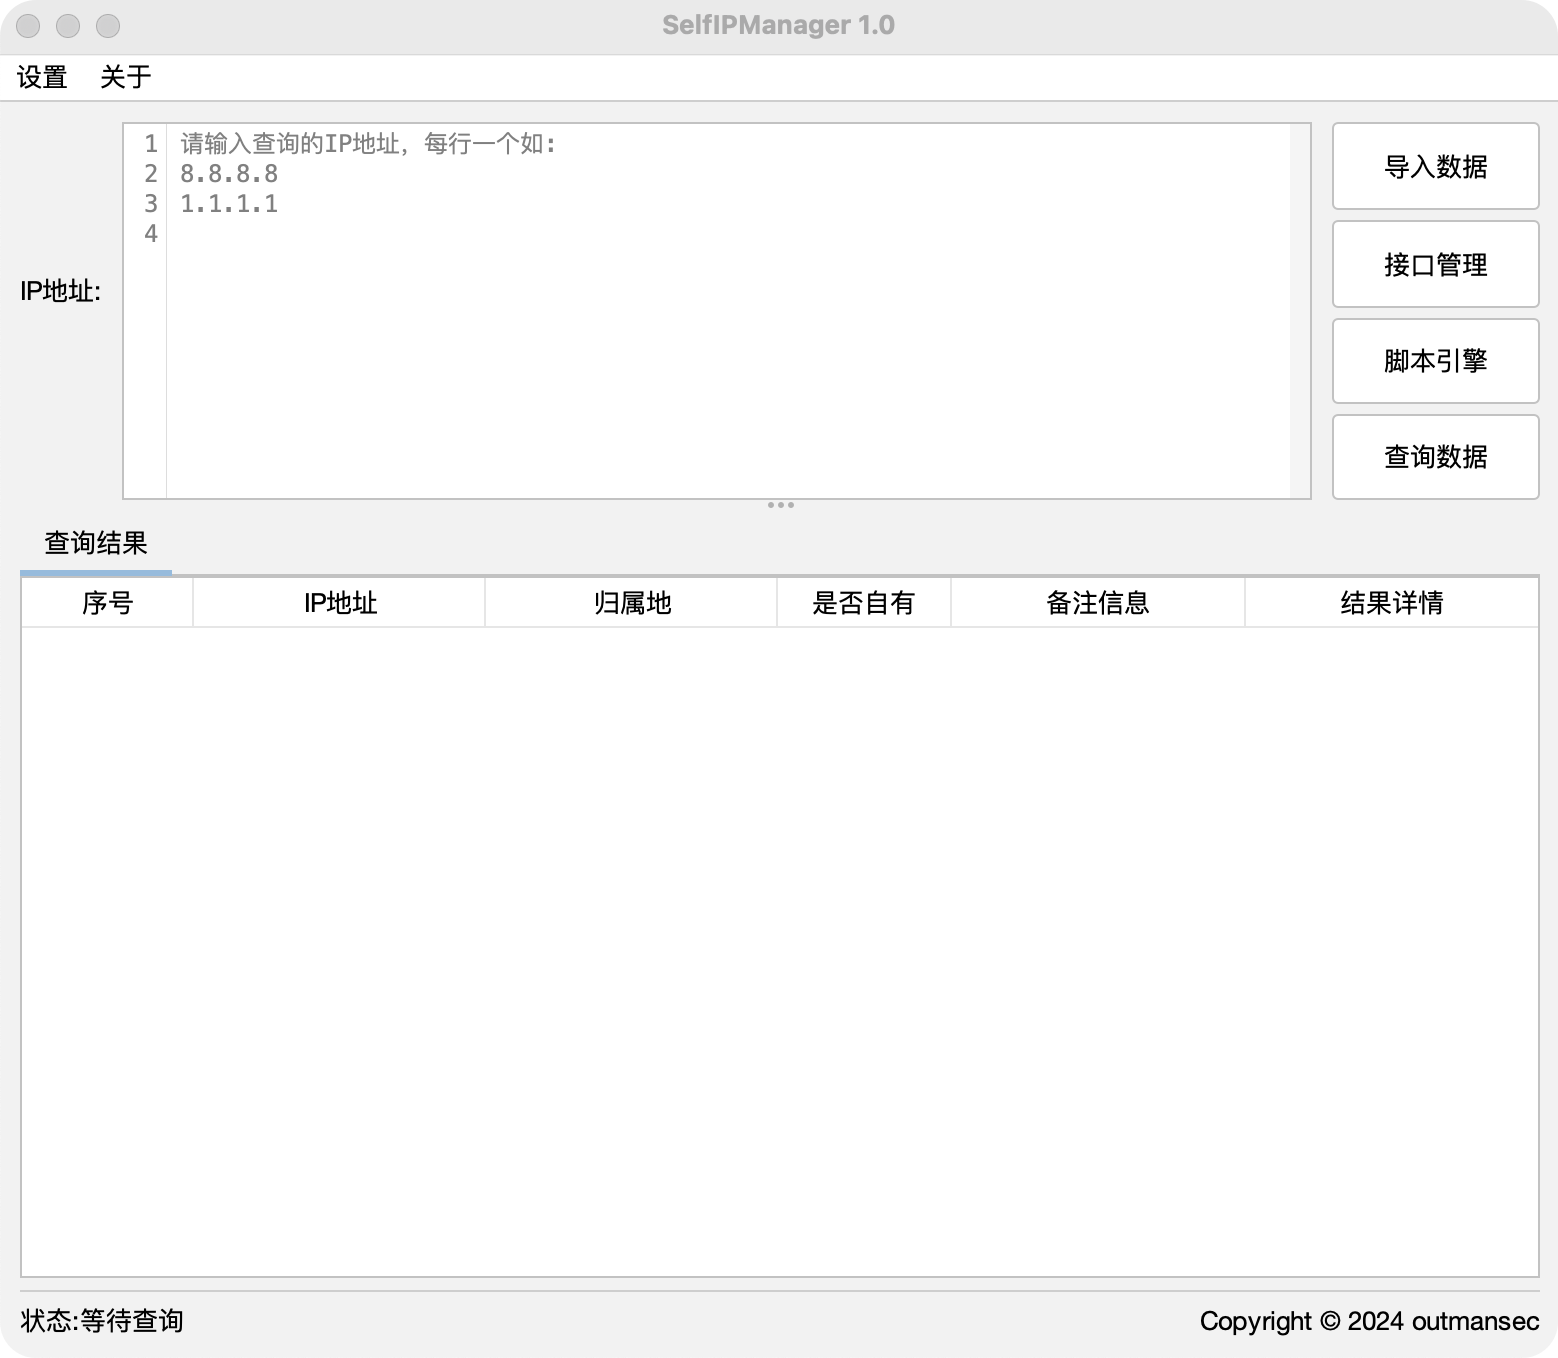 SelfIPManager 1.0
设置 关于
IP地址:
1 请输入查询的IP地址，每行一个如:
2 8.8.8.8
3 1.1.1.1
4
导入数据
接口管理
脚本引擎
查询数据
查询结果
序号 IP地址 归属地 是否自有 备注信息 结果详情
状态:等待查询
Copyright © 2024 outmansec